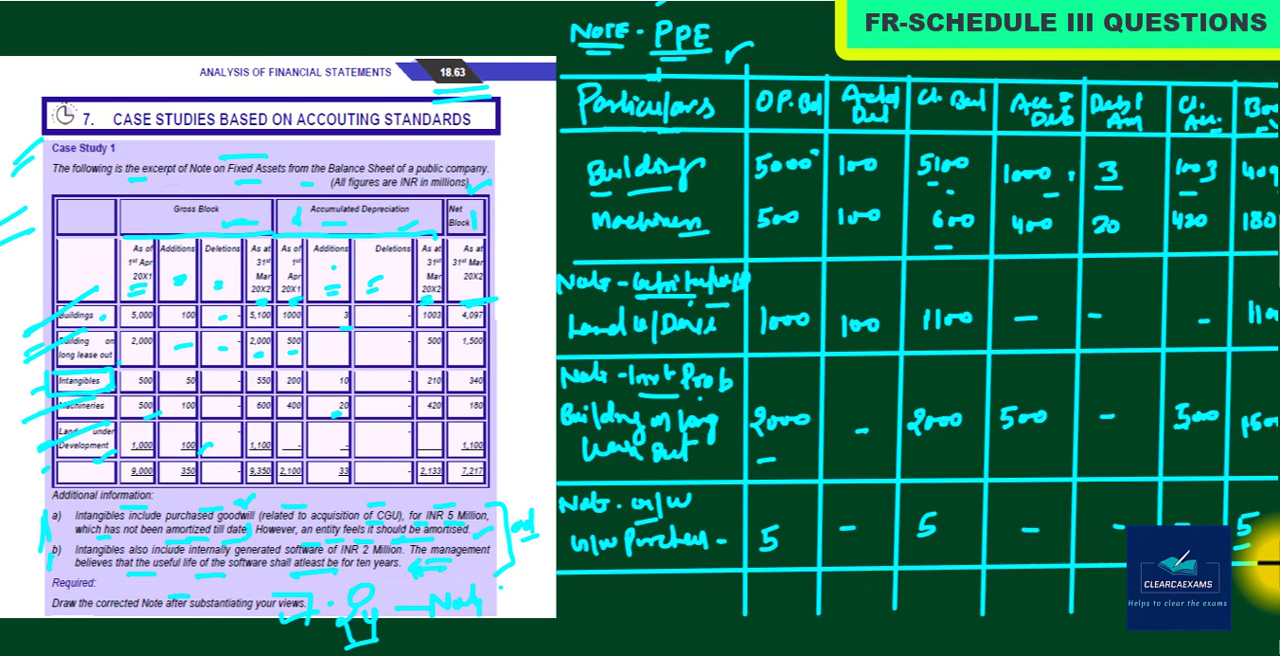 FR-SCHEDULE III QUESTIONS
NOTE - PPE
ANALYSIS OF FINANCIAL STATEMENTS 18.63
7. CASE STUDIES BASED ON ACCOUTING STANDARDS
Case Study 1
The following is the excerpt of Note on Fixed Assets from the Balance Sheet of a public company.
(All figures are INR in millions)
Gross Block Accumulated Depreciation Net Block
As of 1st Apr 20X1 Additions Deletions As at 31st Mar 20X2 As of 1st Apr 20X1 Additions Deletions As at 31st Mar 20X2 As at 31st Mar 20X2
Buildings 5,000 100 - 5,100 1000 3 - 1003 4,097
Building on long lease out 2,000 - 2,000 500 - 500 1,500
Intangibles 500 50 - 550 200 10 - 210 340
Machineries 500 100 - 600 400 20 - 420 180
Land under Development 1,000 100 - 1,100 - - - - 1,100
9,000 350 - 9,350 2,100 33 - 2,133 7,217
Additional information:
a) Intangibles include purchased goodwill (related to acquisition of CGU), for INR 5 Million,
which has not been amortized till date. However, an entity feels it should be amortised.
b) Intangibles also include internally generated software of INR 2 Million. The management
believes that the useful life of the software shall atleast be for ten years.
Required:
Draw the corrected Note after substantiating your views.
Particulars OP. Bal Cl. Bal
Building 5000 100 5100 1000 3 1003
Machinery 500 100 600 400 20 420 180
Land u/Deve 1000 100 1100 - - -
Note - Invt Prob
Building on long 2000 - 2000 500 - 500
Note - G/W
G/W Purchas - 5 - 5 - - - 5
CLEARCAEXAMS
Helps to clear the exams